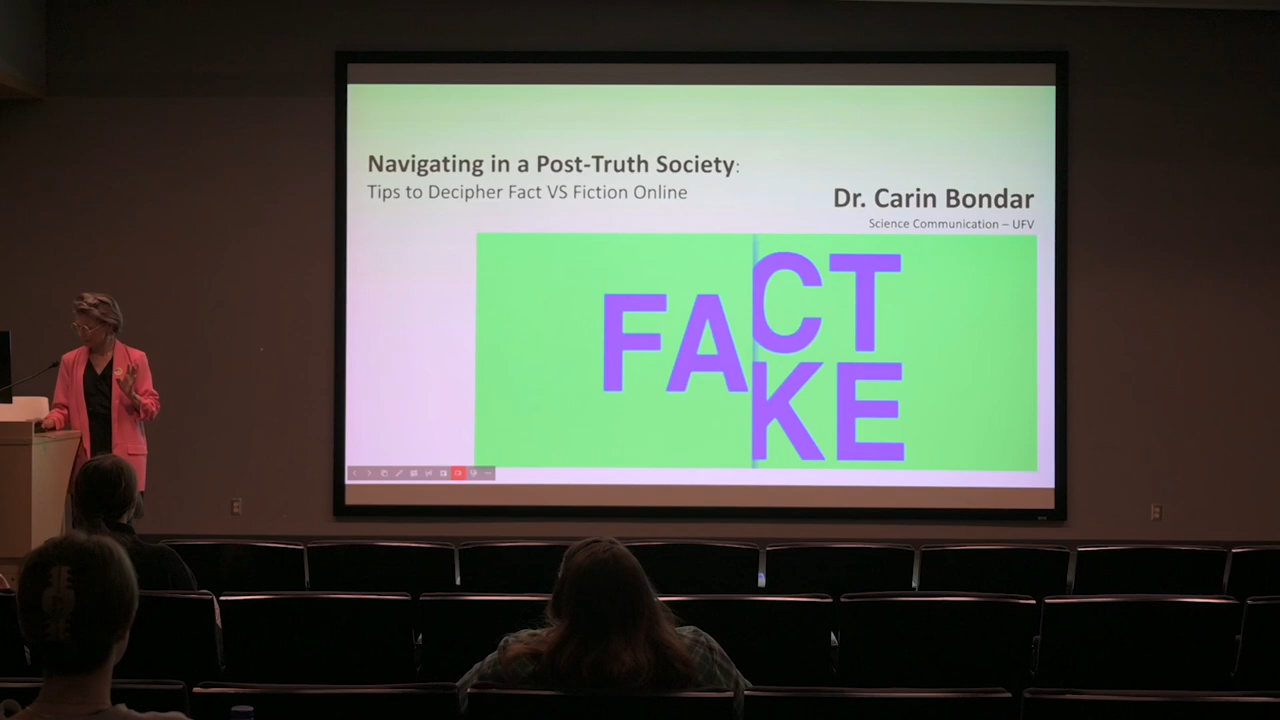 Navigating in a Post-Truth Society:
Tips to Decipher Fact VS Fiction Online
Dr. Carin Bondar
Science Communication – UFV
FACT
KE